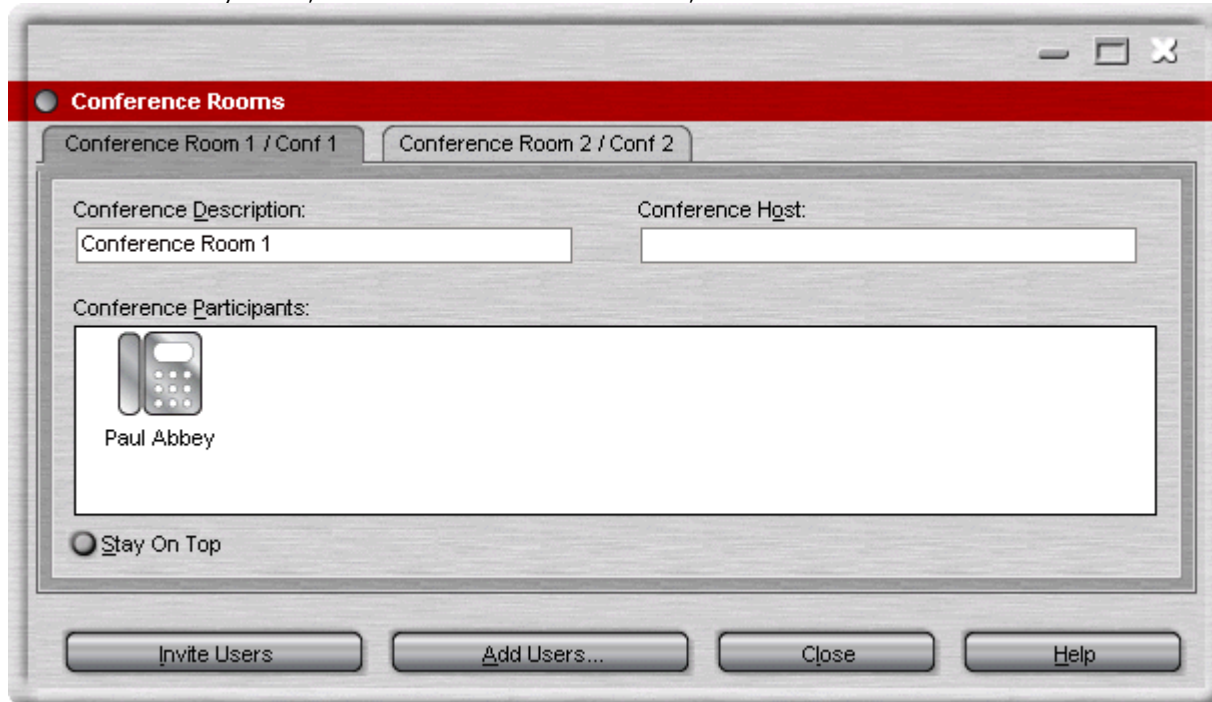 Conference Rooms
Conference Room 1 / Conf 1
Conference Room 2 / Conf 2
Conference Description:
Conference Host:
Conference Room 1
Conference Participants:
Paul Abbey
Stay On Top
Invite Users
Add Users...
Close
Help